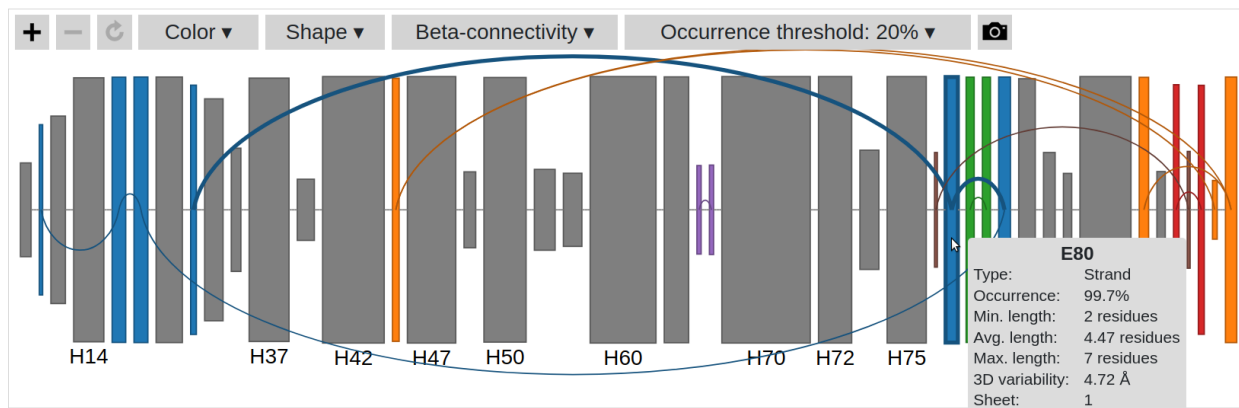 + − Color ▾ Shape ▾ Beta-connectivity ▾ Occurrence threshold: 20% ▾
H14 H37 H42 H47 H50 H60 H70 H72 H75
E80
Type: Strand
Occurrence: 99.7%
Min. length: 2 residues
Avg. length: 4.47 residues
Max. length: 7 residues
3D variability: 4.72 Å
Sheet: 1